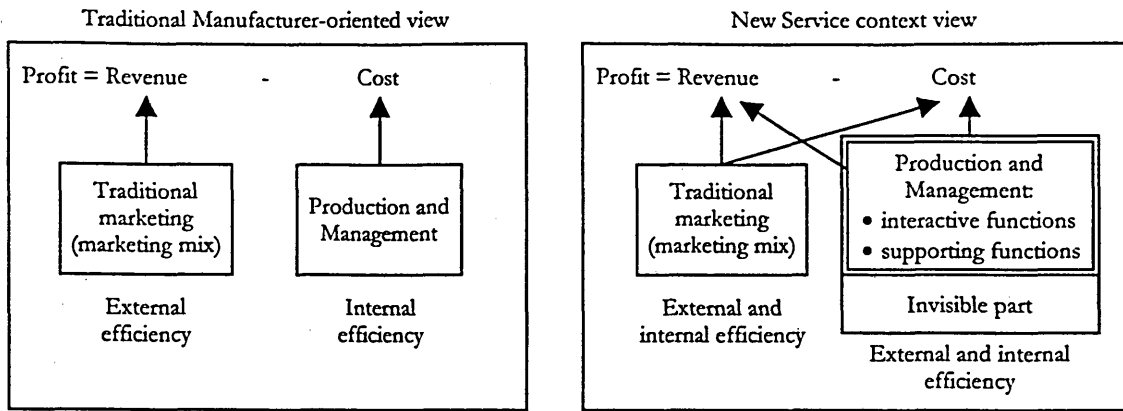 Traditional Manufacturer-oriented view
Profit = Revenue - Cost
Traditional
marketing
(marketing mix)
Production and
Management
External
efficiency
Internal
efficiency
New Service context view
Profit = Revenue - Cost
Traditional
marketing
(marketing mix)
Production and
Management:
• interactive functions
• supporting functions
Invisible part
External and
internal efficiency
External and internal
efficiency